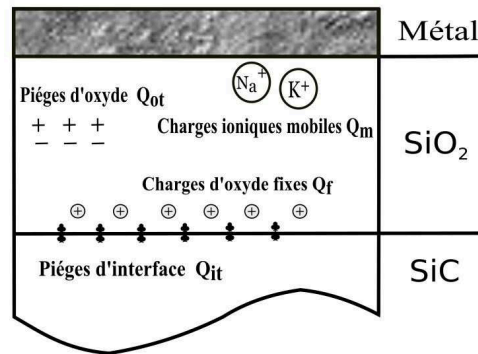 Métal
Na+
K+
Piéges d'oxyde Qot
+ + +
− − −
Charges ioniques mobiles Qm
SiO2
Charges d'oxyde fixes Qf
+ + + + + +
Piéges d'interface Qit
SiC